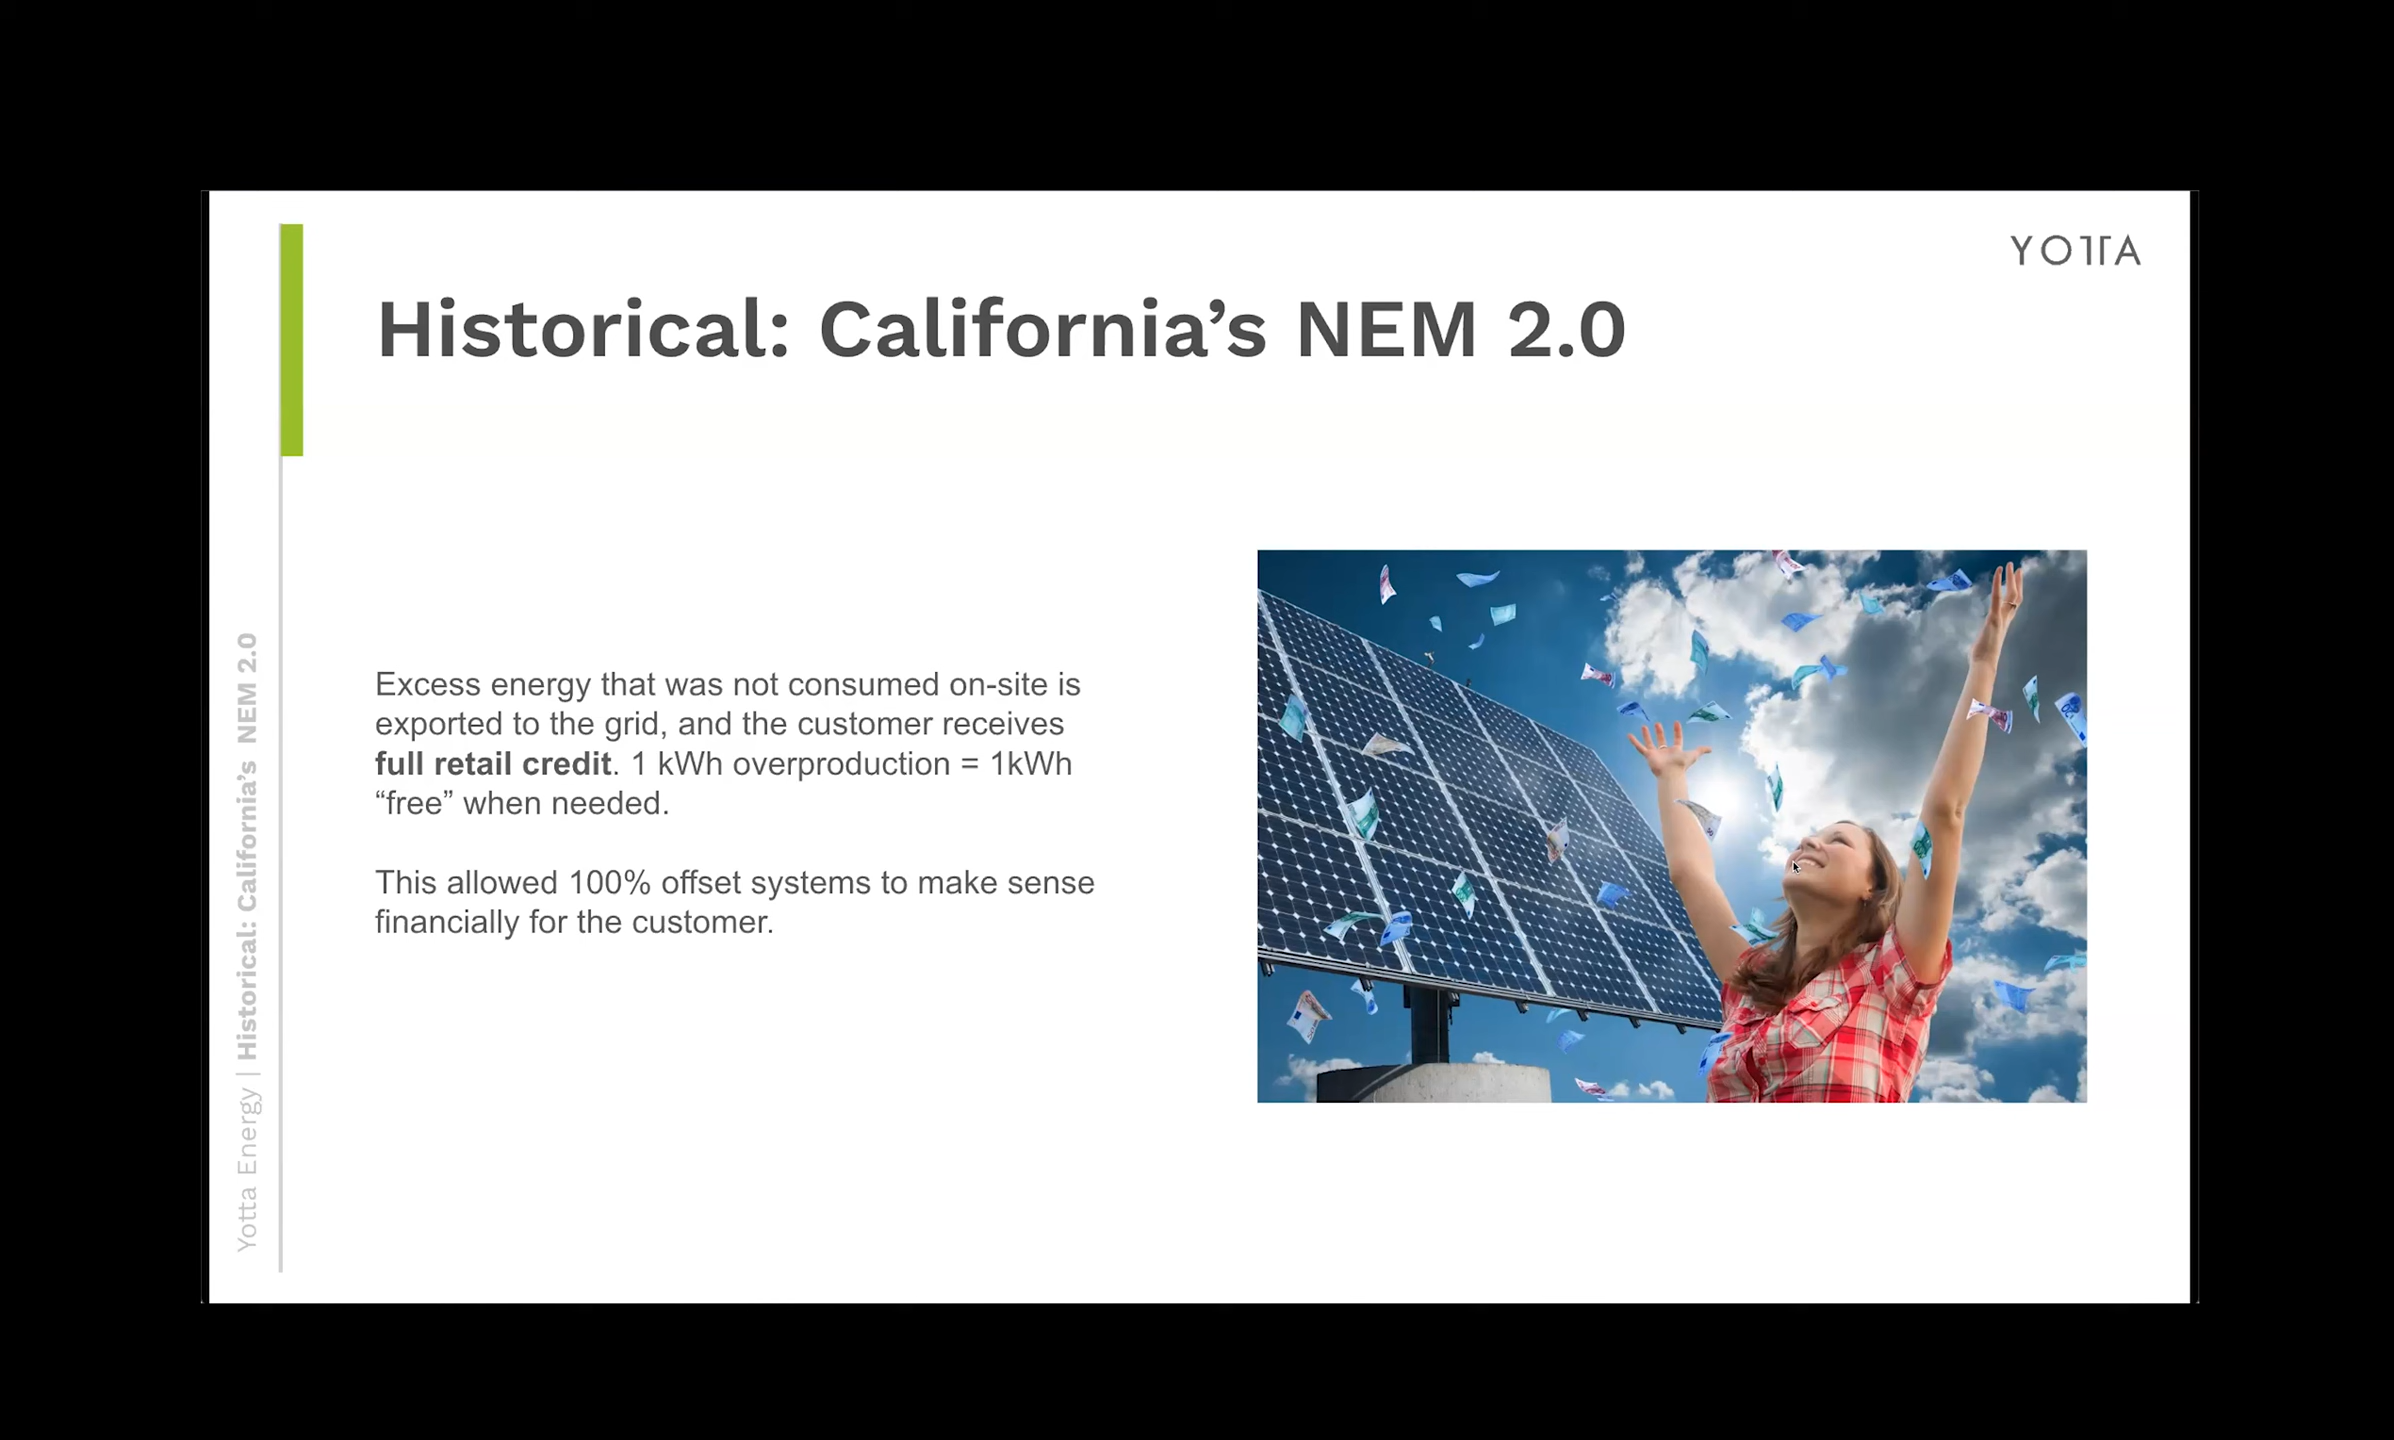 YOTTA
Historical: California’s NEM 2.0
Excess energy that was not consumed on-site is
exported to the grid, and the customer receives
full retail credit. 1 kWh overproduction = 1kWh
“free” when needed.
This allowed 100% offset systems to make sense
financially for the customer.
Yotta Energy | Historical: California’s NEM 2.0